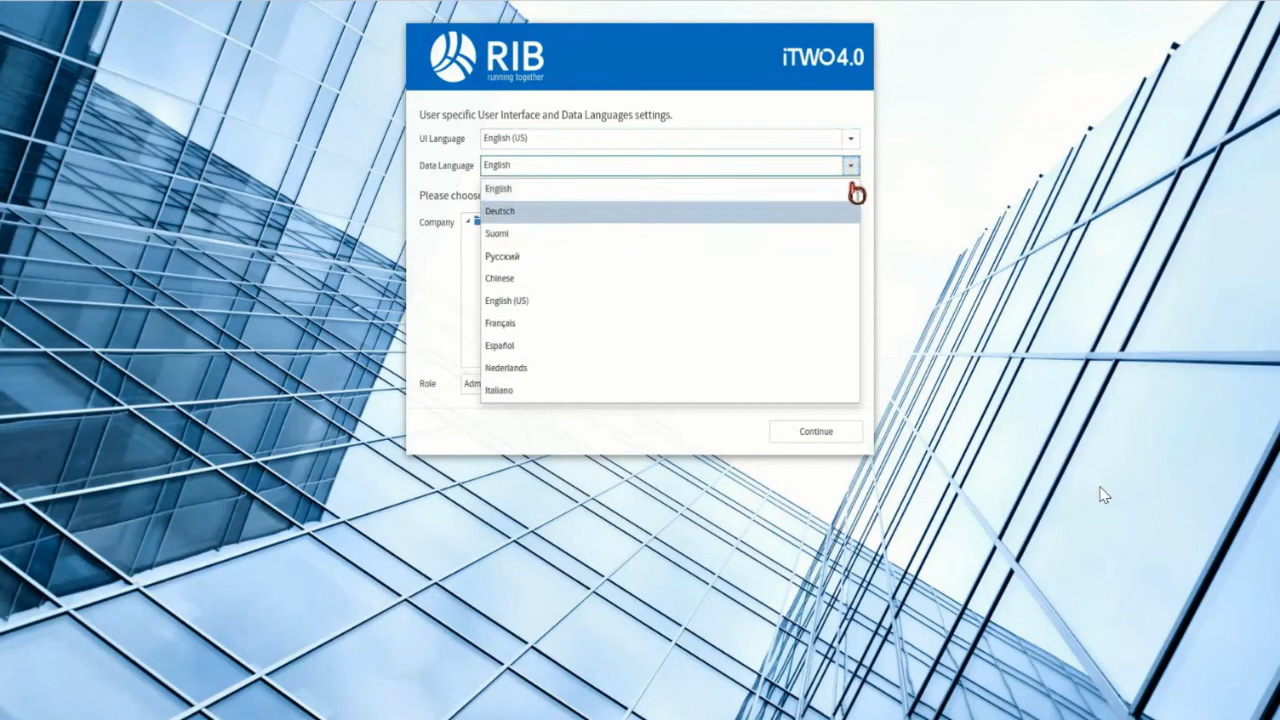 RIB
running together
iTWO4.0
User specific User Interface and Data Languages settings.
UI Language English (US)
Data Language English
Please choose
English
Deutsch
Company
Suomi
Русский
Chinese
English (US)
Français
Español
Nederlands
Role Adm
Italiano
Continue